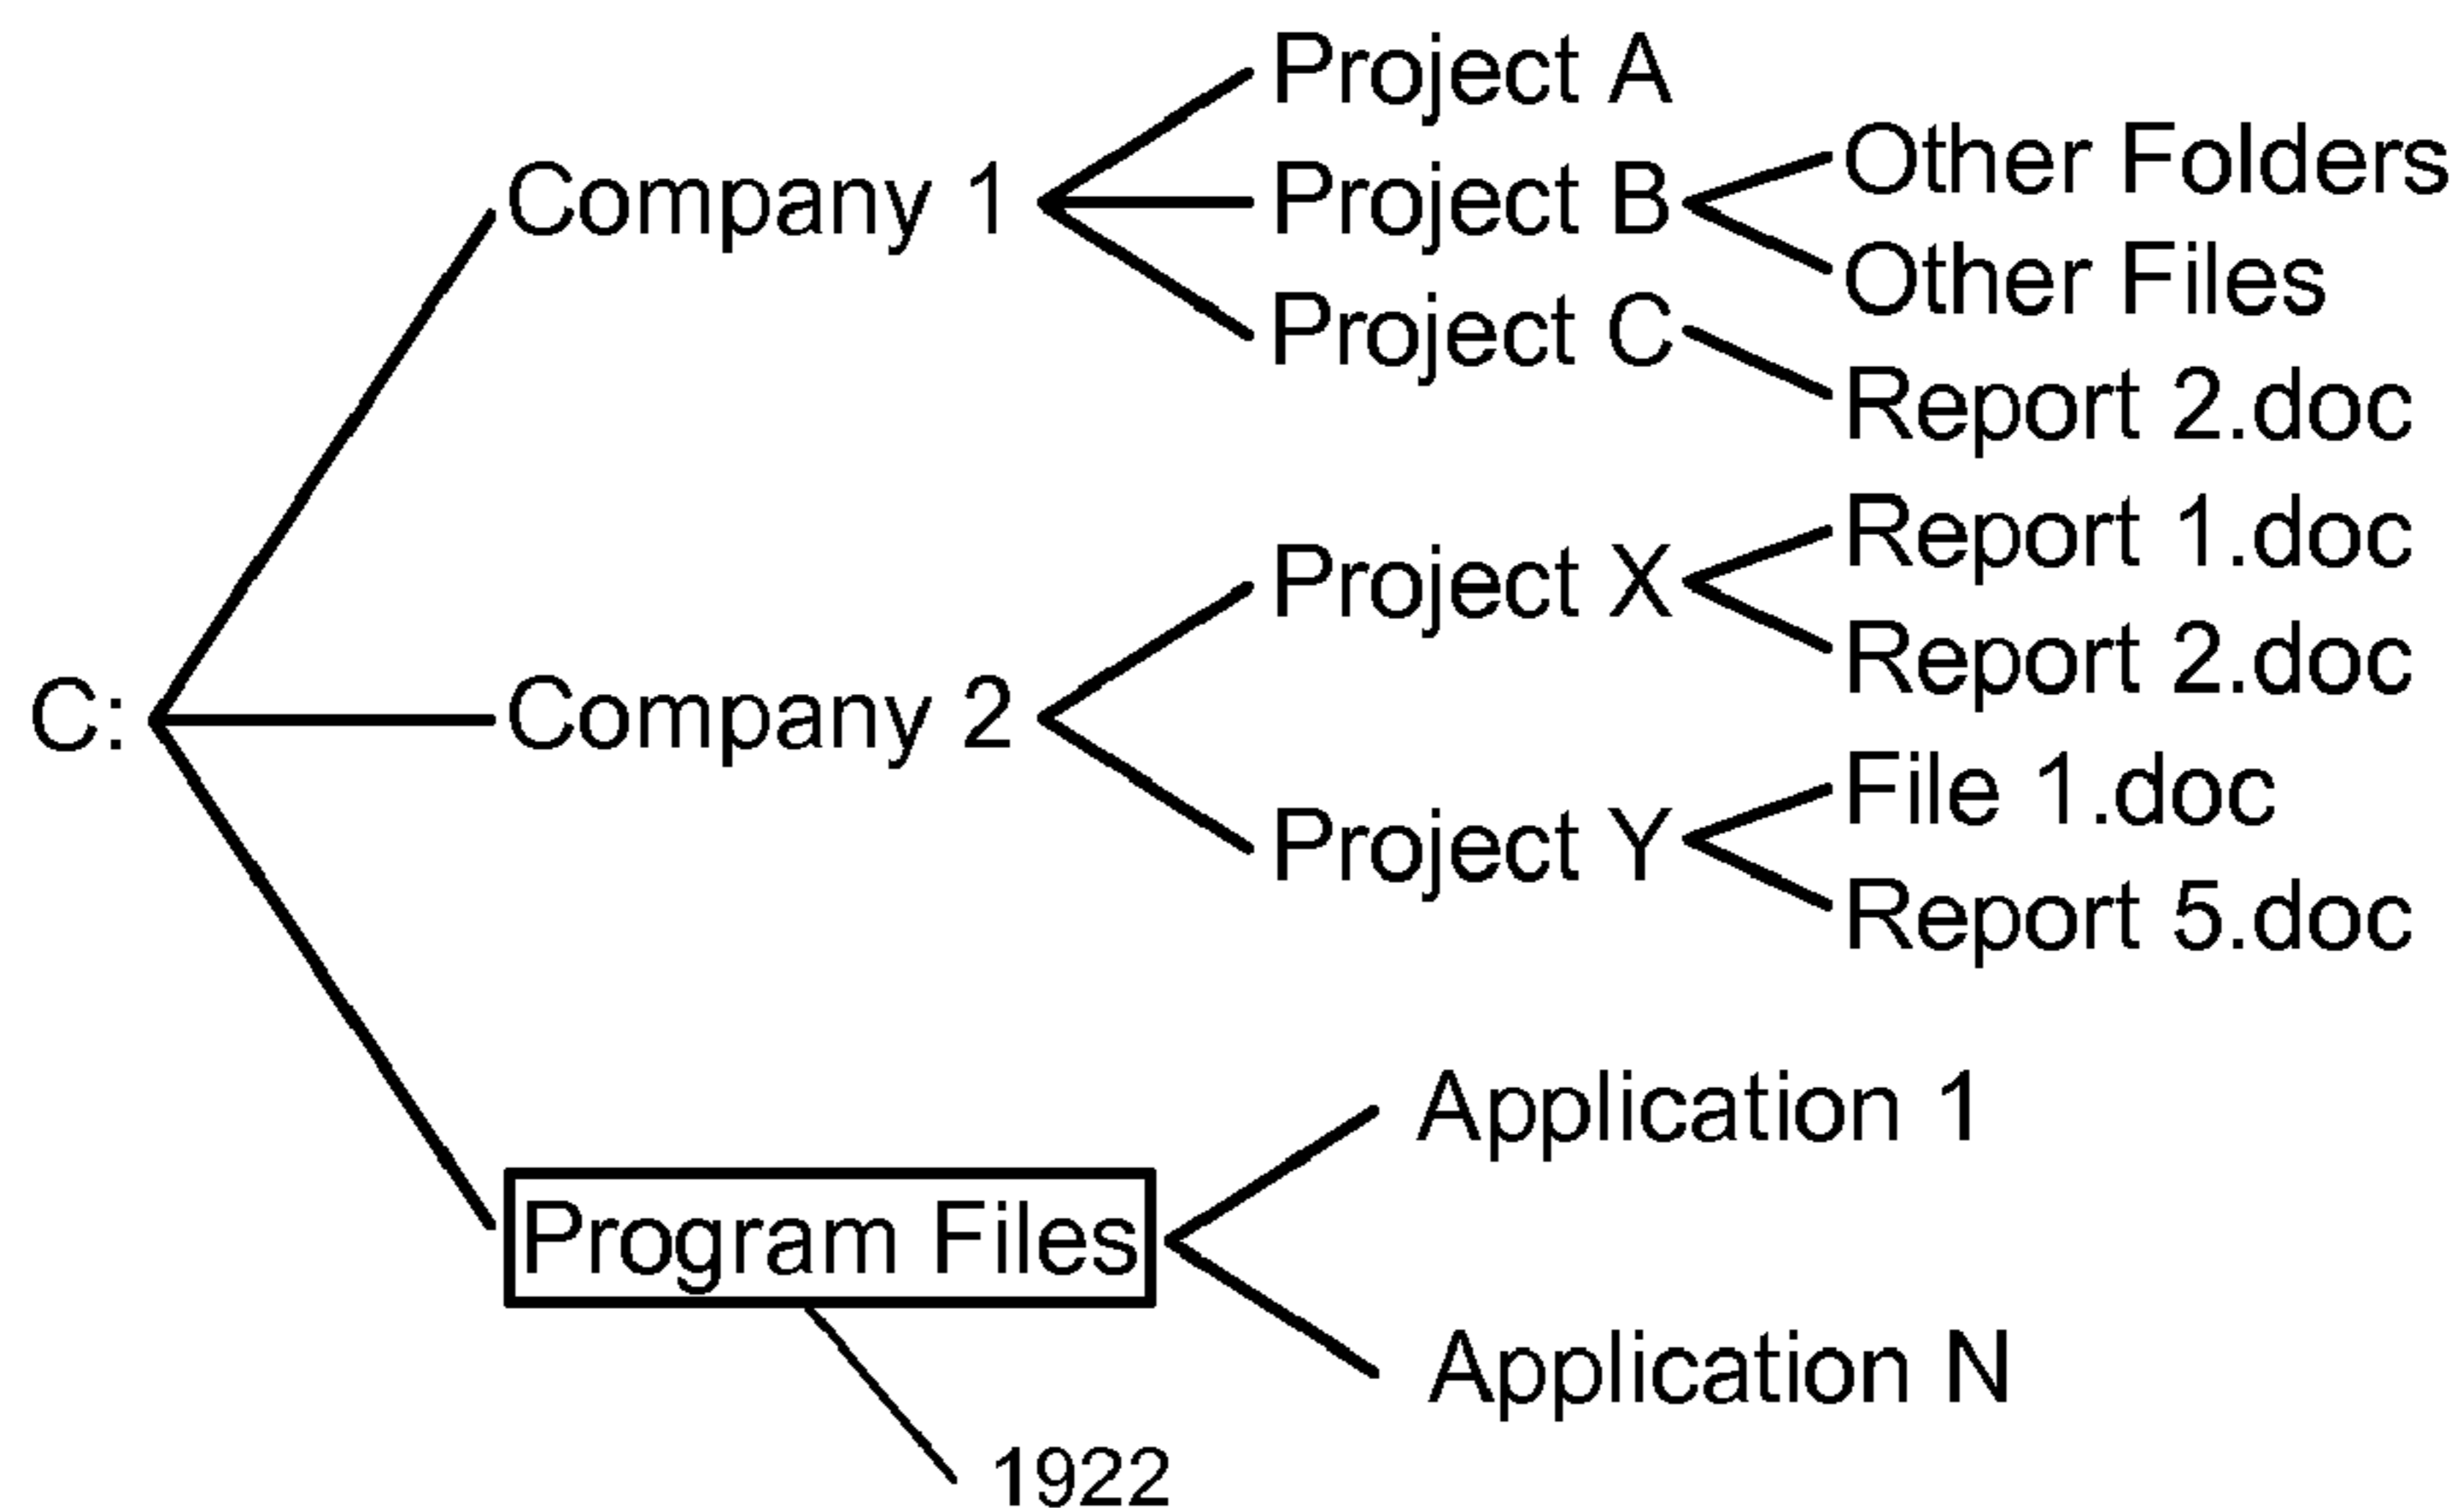 Project A
Other Folders
Company 1
Project B
Other Files
Project C
Report 2.doc
Report 1.doc
Project X
Report 2.doc
C:
Company 2
File 1.doc
Project Y
Report 5.doc
Application 1
Program Files
Application N
1922